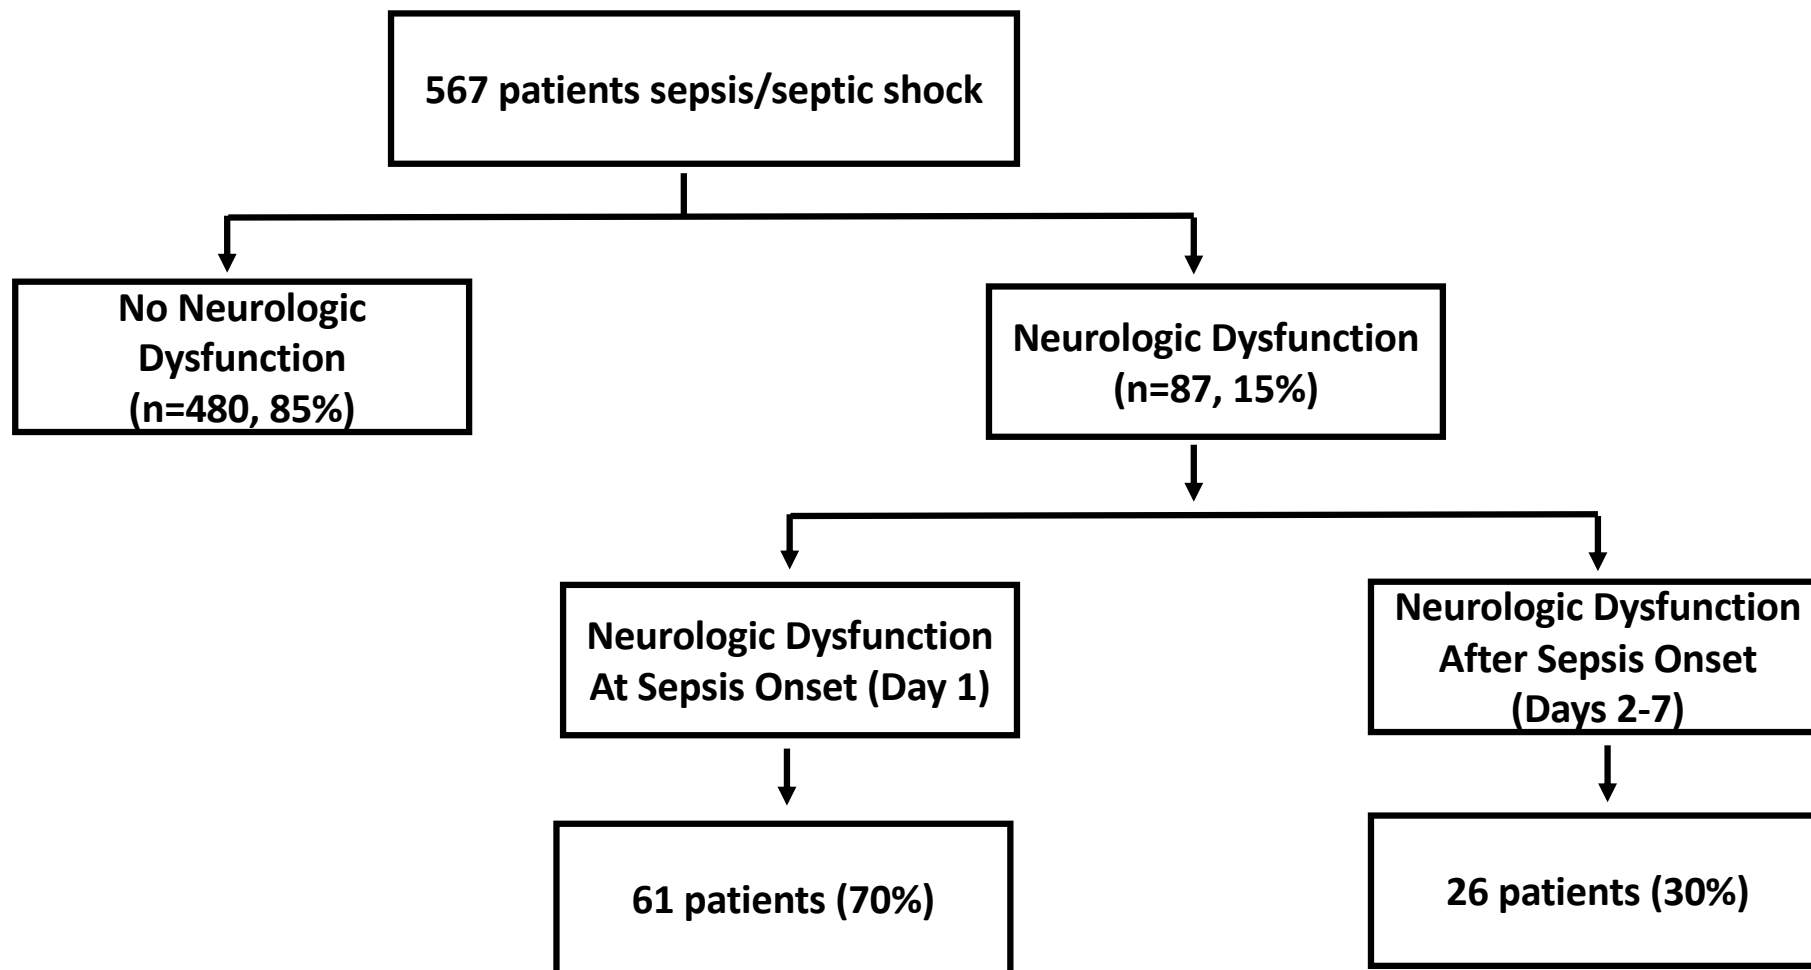 567 patients sepsis/septic shock
No Neurologic
Dysfunction
(n=480, 85%)
Neurologic Dysfunction
(n=87, 15%)
Neurologic Dysfunction
At Sepsis Onset (Day 1)
Neurologic Dysfunction
After Sepsis Onset
(Days 2-7)
61 patients (70%)
26 patients (30%)